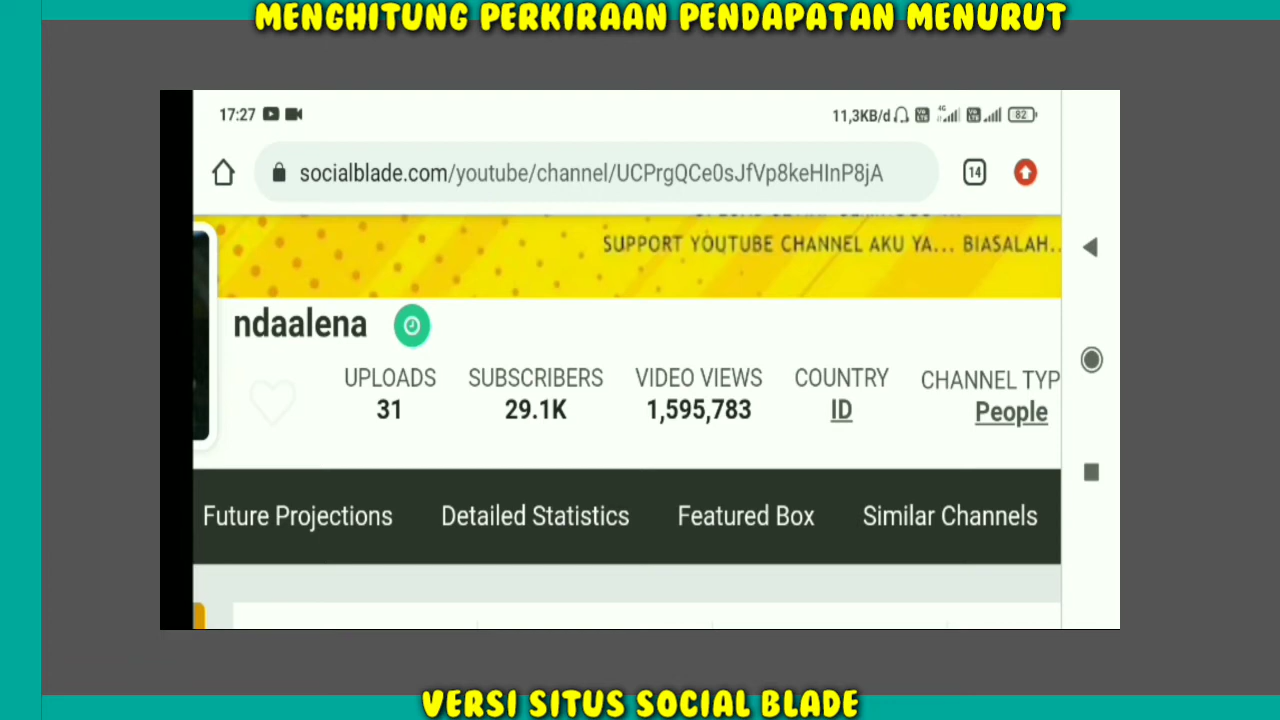 MENGHITUNG PERKIRAAN PENDAPATAN MENURUT
17:27
11,3KB/d
4G
82
socialblade.com/youtube/channel/UCPrgQCe0sJfVp8keHInP8jA
14
SUPPORT YOUTUBE CHANNEL AKU YA... BIASALAH..
ndaalena
UPLOADS SUBSCRIBERS VIDEO VIEWS COUNTRY CHANNEL TYP
31 29.1K 1,595,783 ID People
Future Projections Detailed Statistics Featured Box Similar Channels
VERSI SITUS SOCIAL BLADE